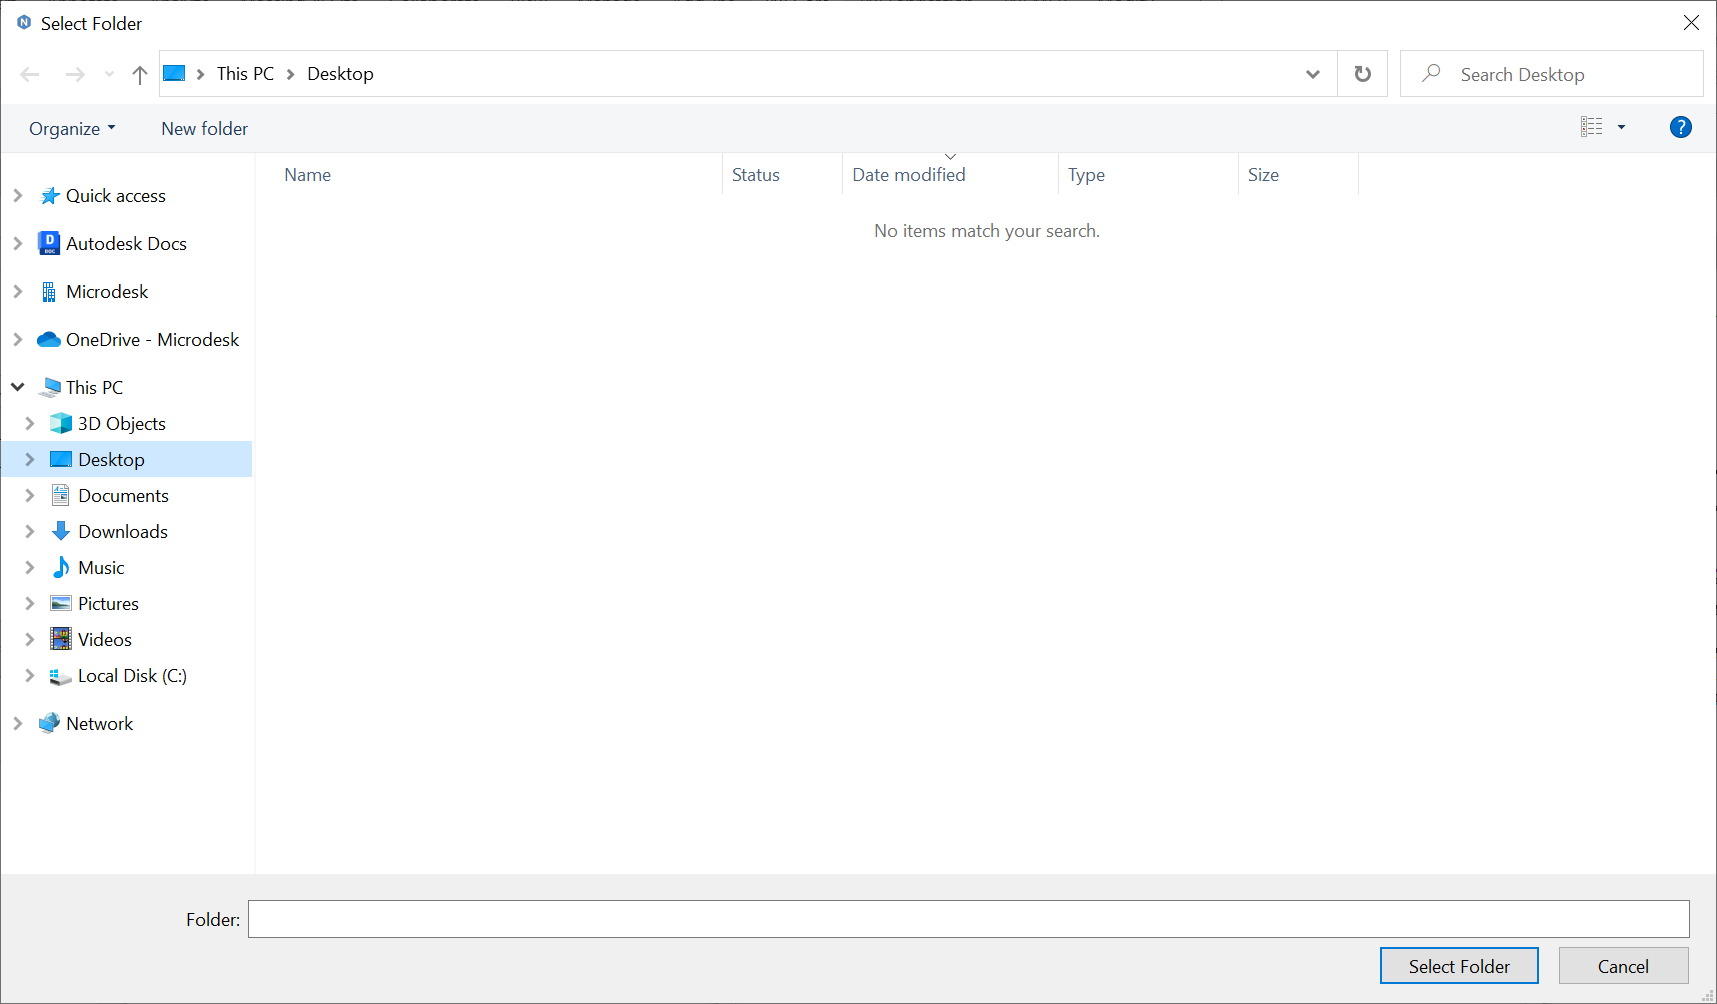 Select Folder
This PC
Desktop
Search Desktop
Organize
New folder
?
Name
Status
Date modified
Type
Size
No items match your search.
Quick access
D
DOC
Autodesk Docs
Microdesk
OneDrive - Microdesk
This PC
3D Objects
Desktop
Documents
Downloads
Music
Pictures
Videos
Local Disk (C:)
Network
Folder:
Select Folder
Cancel